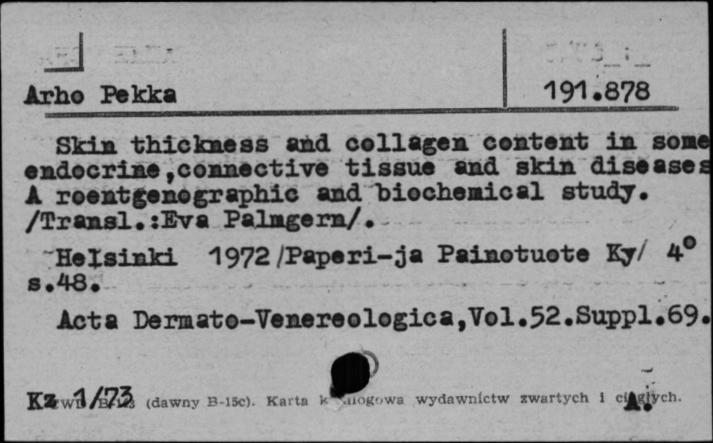 Arho Pekka
191.878
Skin thickness and collagen content in some
endocrine,connective tissue and skin diseases
A roentgenographic and biochemical study.
/Transl.:Eva Palmgern/.
Helsinki 1972/Paperi-ja Painotuote Ky/ 4°
s.48.
Acta Dermato-Venereologica,Vol.52.Suppl.69.
Kz 1/73 (dawny B-15c). Karta wydawnictw zwartych i A.